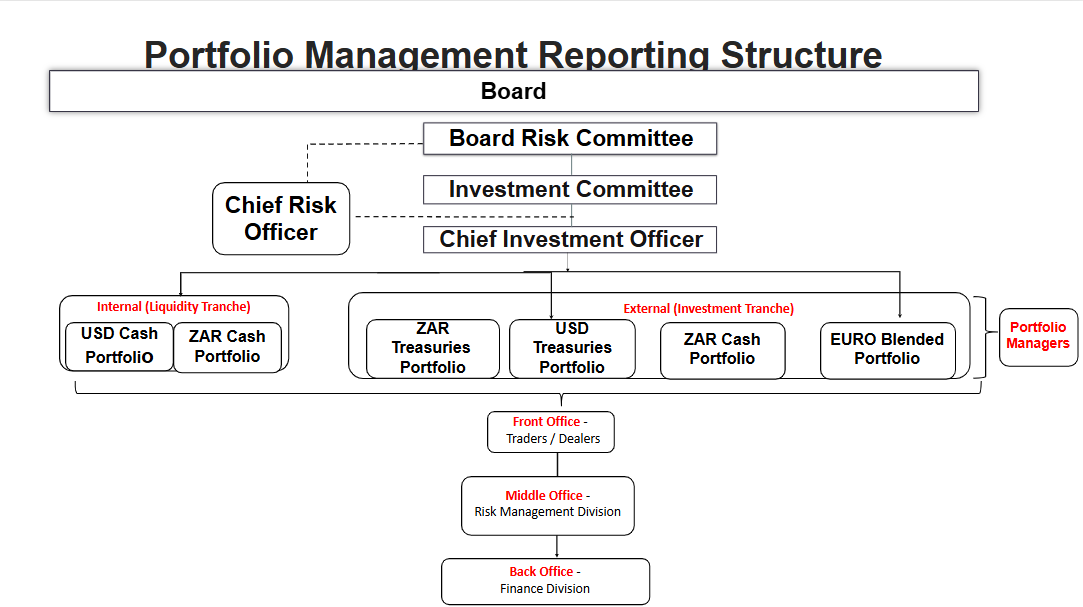 Portfolio Management Reporting Structure
Board
Board Risk Committee
Investment Committee
Chief Risk
Officer
Chief Investment Officer
Internal (Liquidity Tranche)
USD Cash
Portfolio
ZAR Cash
Portfolio
External (Investment Tranche)
ZAR
Treasuries
Portfolio
USD
Treasuries
Portfolio
ZAR Cash
Portfolio
EURO Blended
Portfolio
Portfolio
Managers
Front Office -
Traders / Dealers
Middle Office -
Risk Management Division
Back Office -
Finance Division